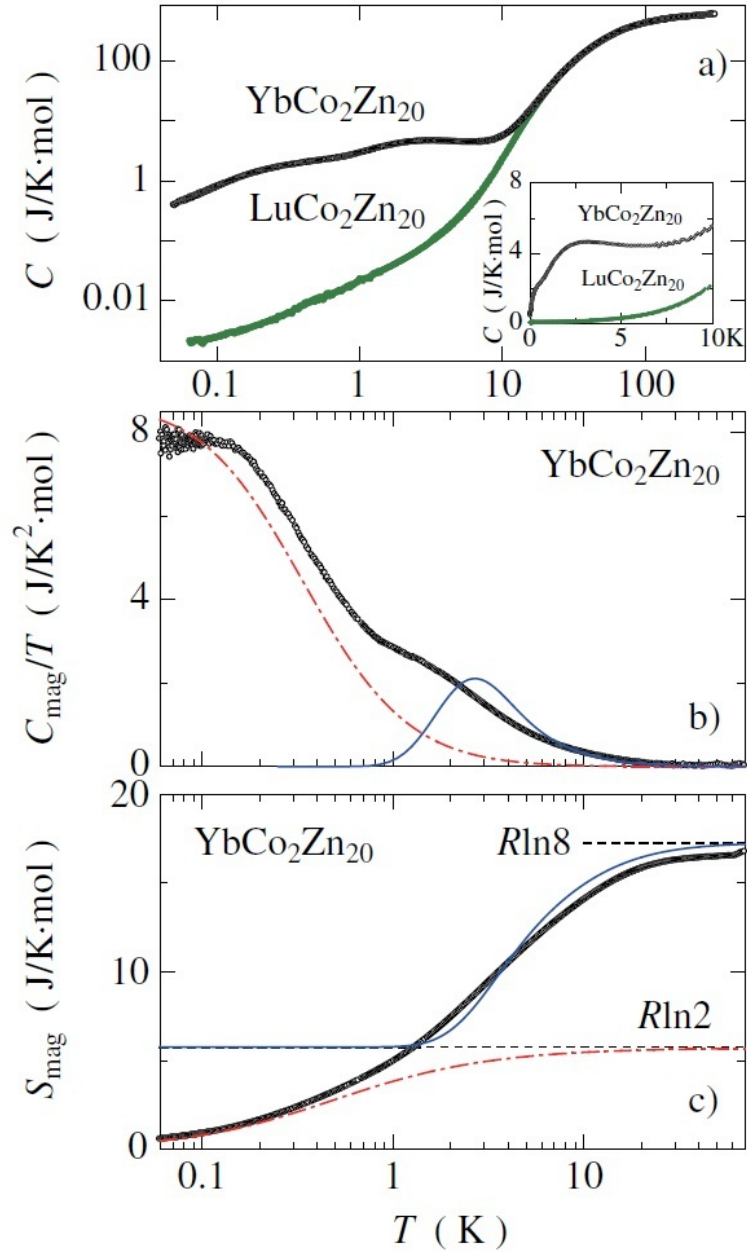 a)
100
1
0.01
C ( J/K·mol)
YbCo₂Zn₂₀
LuCo₂Zn₂₀
8
4
0
C (J/K·mol)
YbCo₂Zn₂₀
LuCo₂Zn₂₀
0 5 10K
0.1 1 10 100
8
4
0
C_mag/T ( J/K²·mol)
YbCo₂Zn₂₀
b)
20
10
0
S_mag (J/K·mol)
YbCo₂Zn₂₀
Rln8
Rln2
c)
0.1 1 10
T ( K )